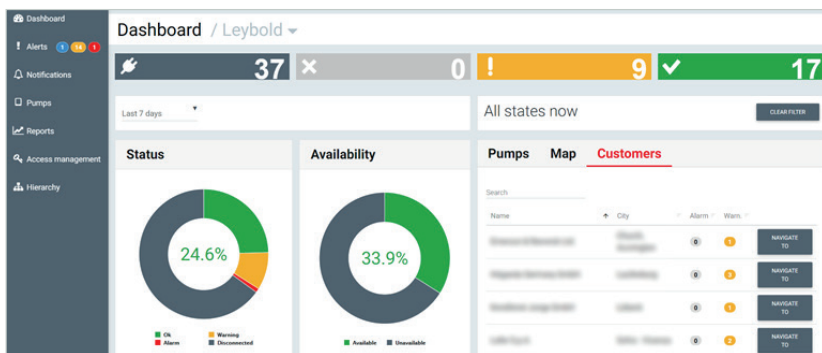 Dashboard
Alerts 1 14 1
Notifications
Pumps
Reports
Access management
Hierarchy
Dashboard / Leybold
37
0
9
17
Last 7 days
All states now
CLEAR FILTER
Status
24.6%
Ok
Warning
Alarm
Disconnected
Availability
33.9%
Available
Unavailable
Pumps Map Customers
Search
Name City Alarm Warn.
0 1 NAVIGATE TO
0 3 NAVIGATE TO
0 1 NAVIGATE TO
0 2 NAVIGATE TO